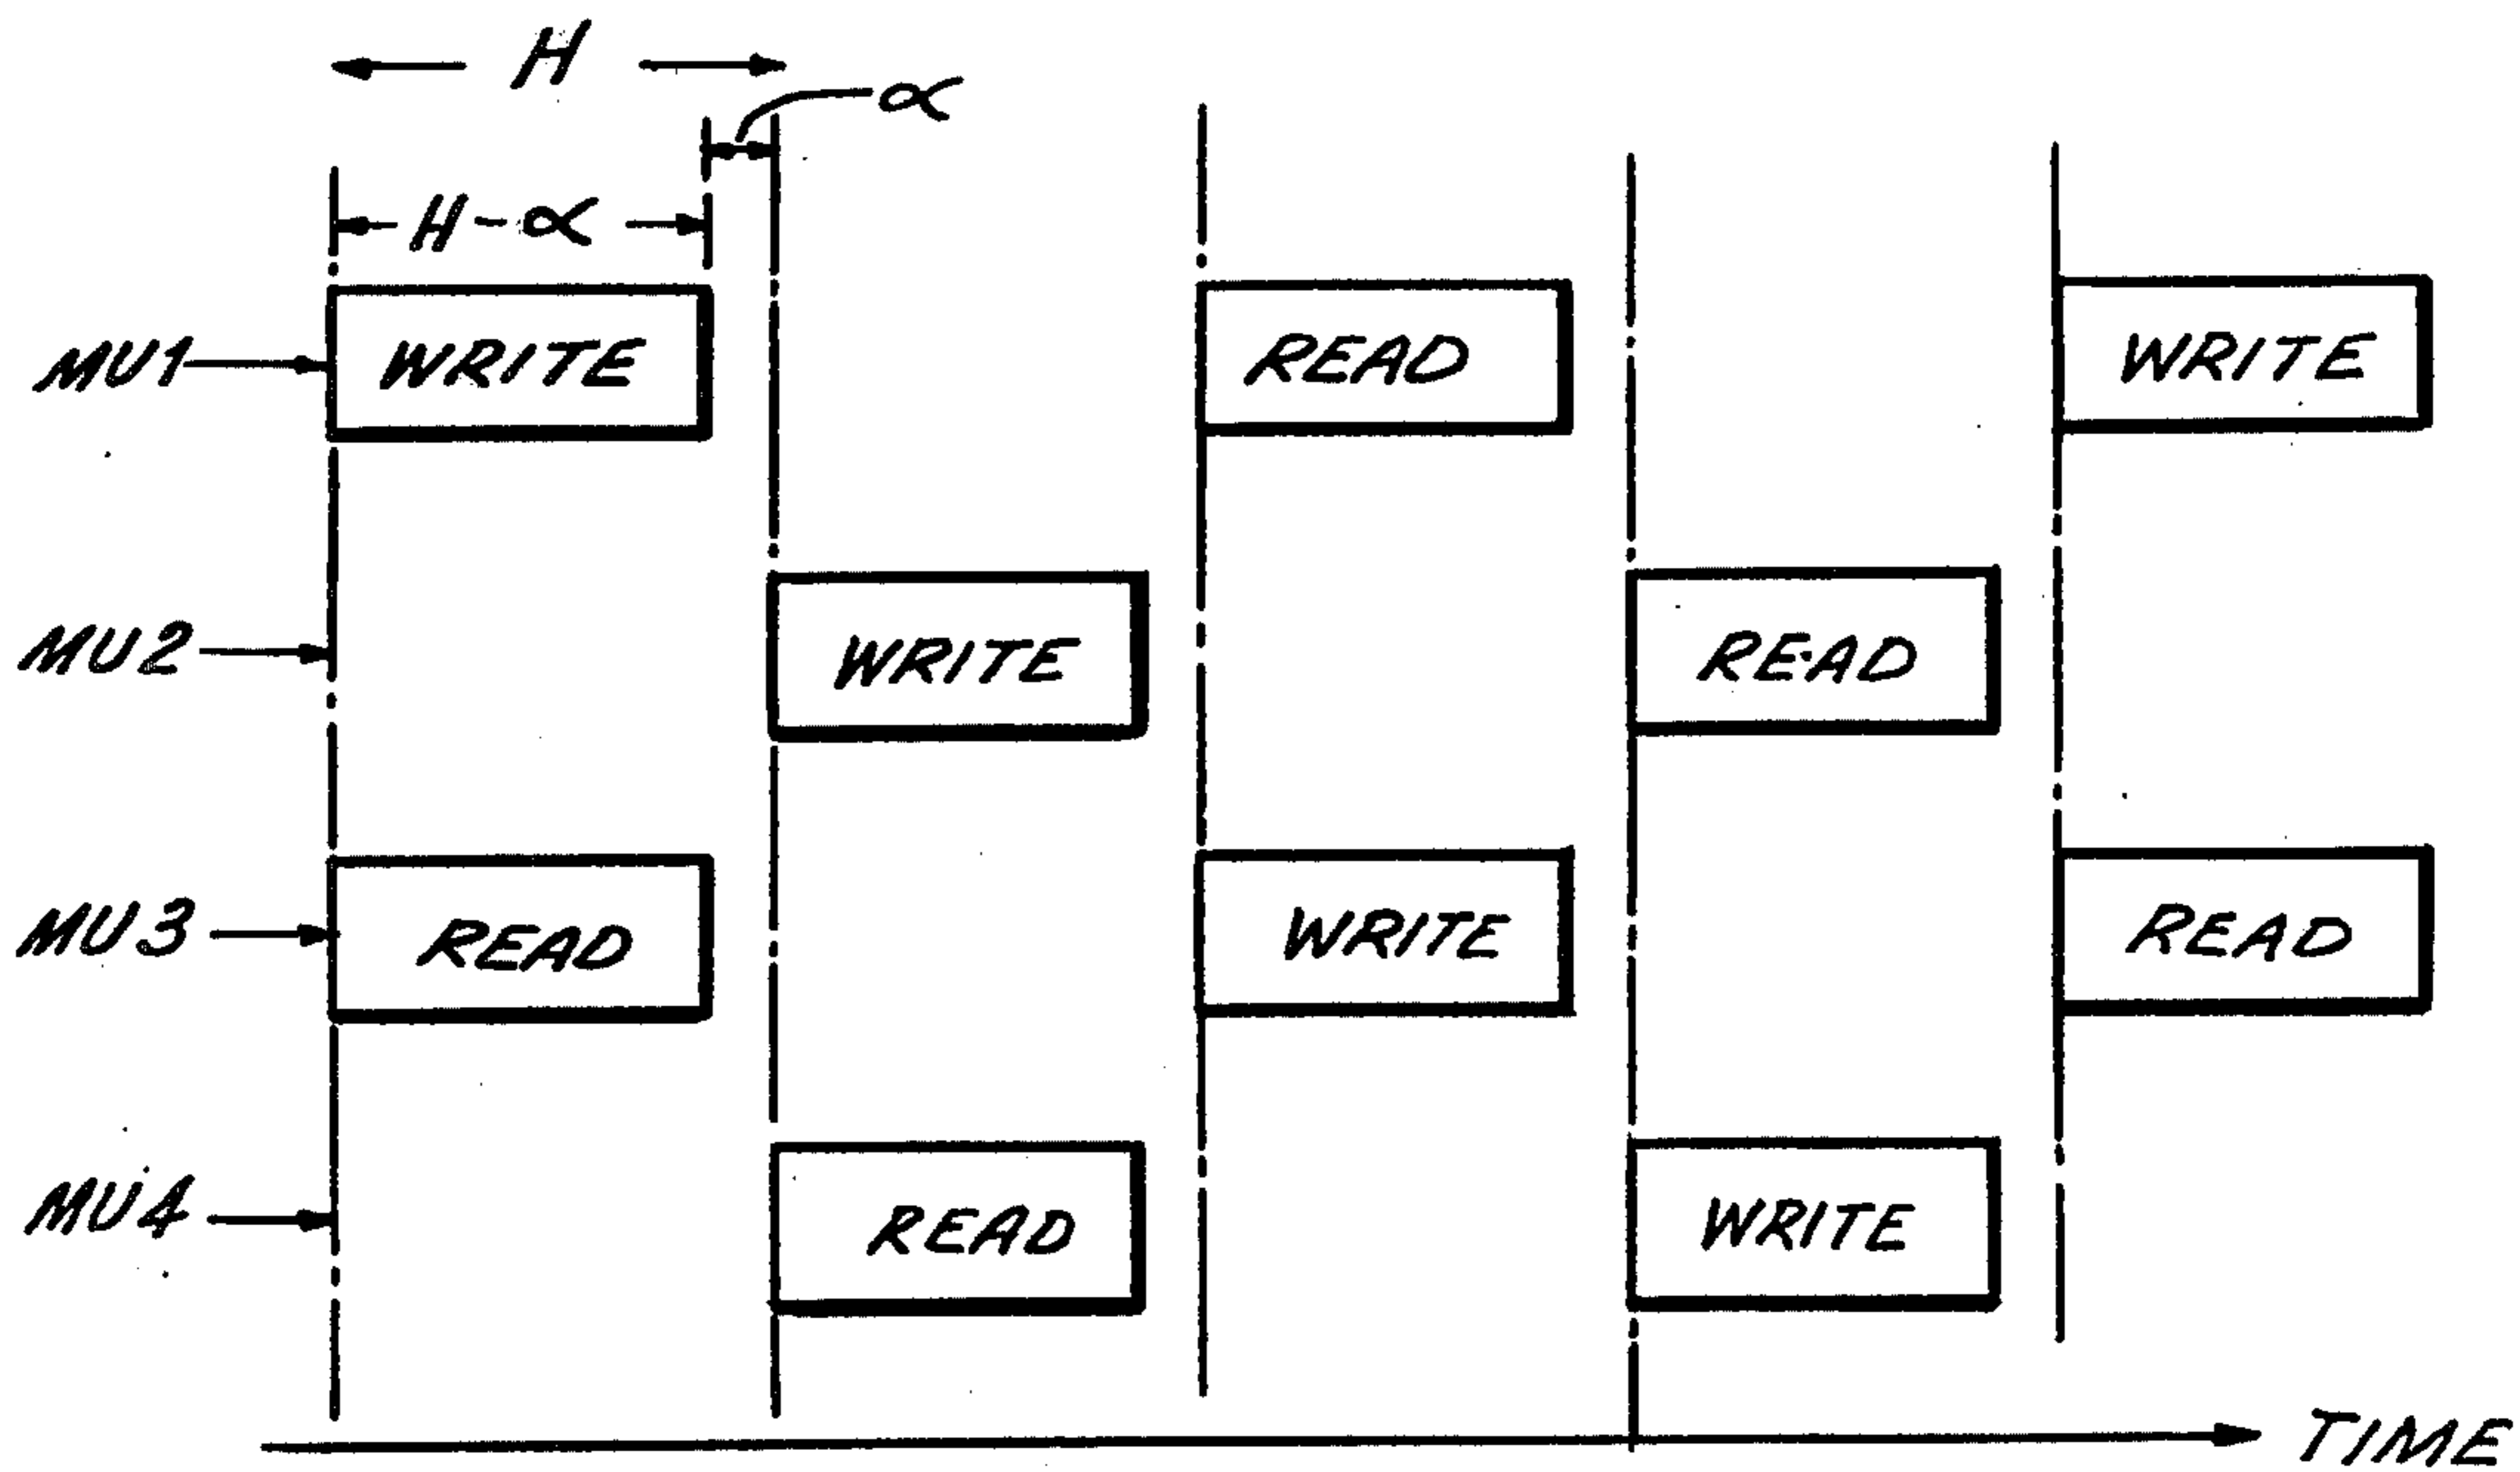 H
α
H-α
MU1 WRITE READ WRITE
MU2 WRITE READ
MU3 READ WRITE READ
MU4 READ WRITE
TIME